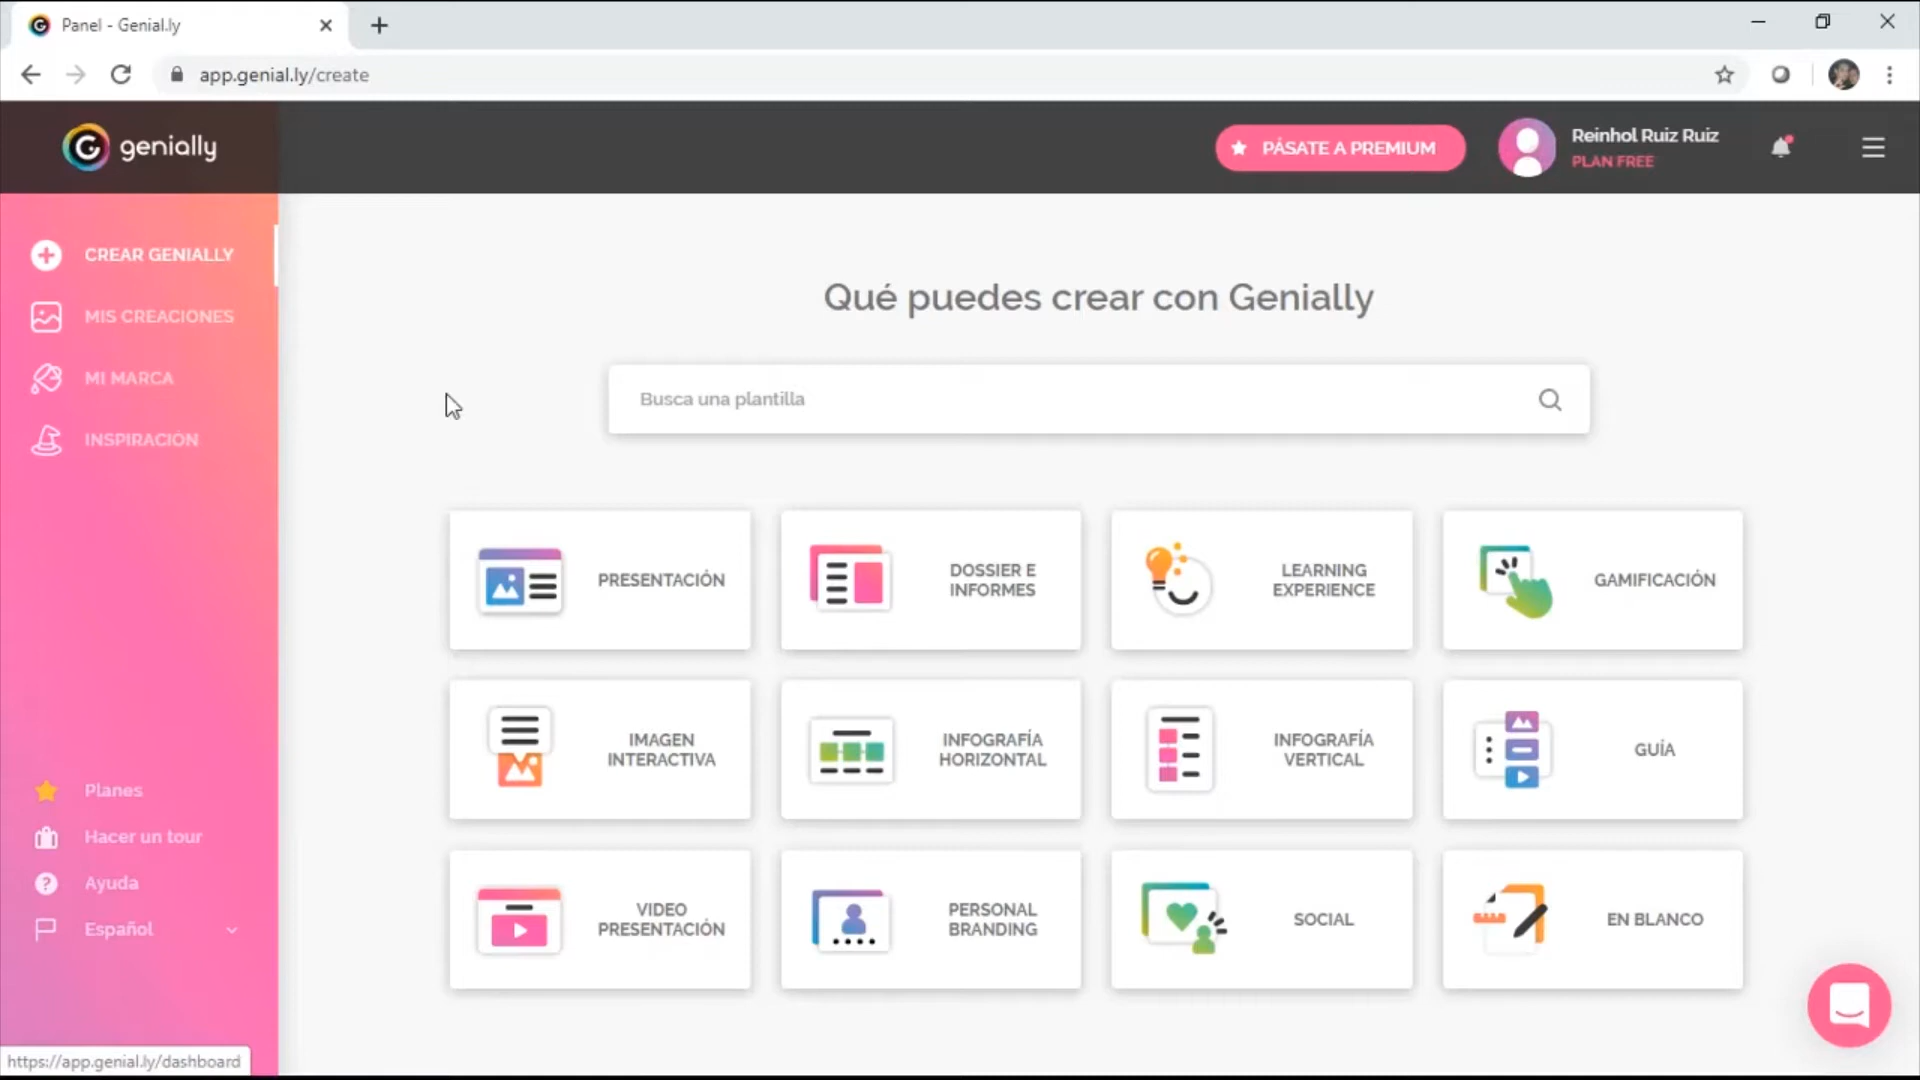 Panel - Genial.ly
app.genial.ly/create
genially
PÁSATE A PREMIUM
Reinhol Ruiz Ruiz
PLAN FREE
CREAR GENIALLY
MIS CREACIONES
MI MARCA
INSPIRACIÓN
Qué puedes crear con Genially
Busca una plantilla
PRESENTACIÓN
DOSSIER E
INFORMES
LEARNING
EXPERIENCE
GAMIFICACIÓN
IMAGEN
INTERACTIVA
INFOGRAFÍA
HORIZONTAL
INFOGRAFÍA
VERTICAL
GUÍA
VIDEO
PRESENTACIÓN
PERSONAL
BRANDING
SOCIAL
EN BLANCO
Planes
Hacer un tour
Ayuda
Español
https://app.genial.ly/dashboard